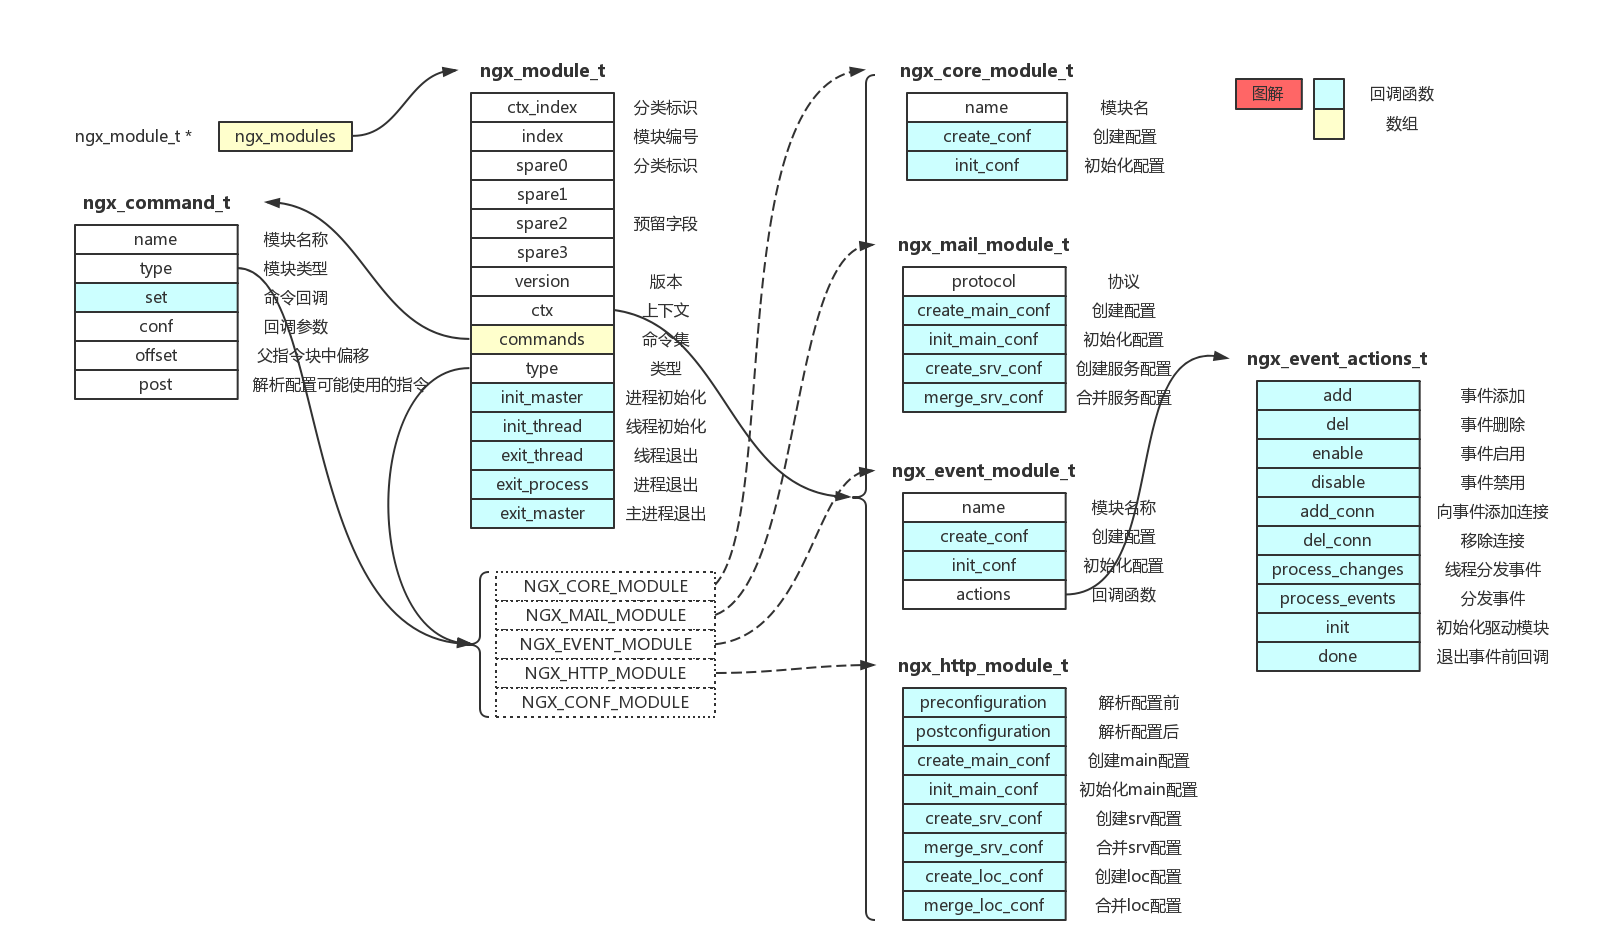 ngx_module_t *
ngx_modules
ngx_command_t
name 模块名称
type 模块类型
set 命令回调
conf 回调参数
offset 父指令块中偏移
post 解析配置可能使用的指令
ngx_module_t
ctx_index 分类标识
index 模块编号
spare0 分类标识
spare1
spare2 预留字段
spare3
version 版本
ctx 上下文
commands 命令集
type 类型
init_master 进程初始化
init_thread 线程初始化
exit_thread 线程退出
exit_process 进程退出
exit_master 主进程退出
NGX_CORE_MODULE
NGX_MAIL_MODULE
NGX_EVENT_MODULE
NGX_HTTP_MODULE
NGX_CONF_MODULE
ngx_core_module_t
name 模块名
create_conf 创建配置
init_conf 初始化配置
ngx_mail_module_t
protocol 协议
create_main_conf 创建配置
init_main_conf 初始化配置
create_srv_conf 创建服务配置
merge_srv_conf 合并服务配置
ngx_event_module_t
name 模块名称
create_conf 创建配置
init_conf 初始化配置
actions 回调函数
ngx_http_module_t
preconfiguration 解析配置前
postconfiguration 解析配置后
create_main_conf 创建main配置
init_main_conf 初始化main配置
create_srv_conf 创建srv配置
merge_srv_conf 合并srv配置
create_loc_conf 创建loc配置
merge_loc_conf 合并loc配置
图解
回调函数
数组
ngx_event_actions_t
add 事件添加
del 事件删除
enable 事件启用
disable 事件禁用
add_conn 向事件添加连接
del_conn 移除连接
process_changes 线程分发事件
process_events 分发事件
init 初始化驱动模块
done 退出事件前回调